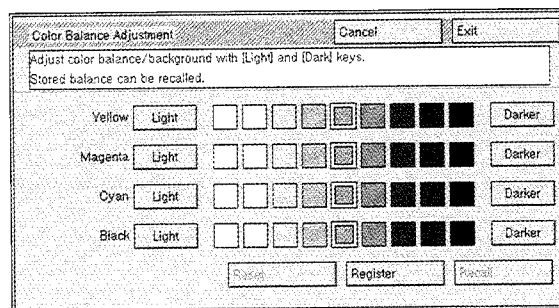 Color Balance Adjustment Cancel Exit
Adjust color balance/background with [Light] and [Dark] keys.
Stored balance can be recalled.
Yellow Light Darker
Magenta Light Darker
Cyan Light Darker
Black Light Darker
Reset Register Recall